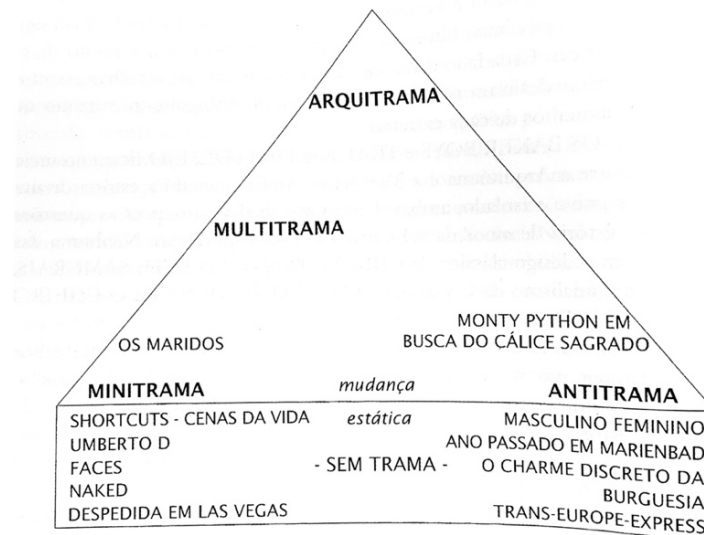 ARQUITRAMA
MULTITRAMA
OS MARIDOS
MONTY PYTHON EM
BUSCA DO CÁLICE SAGRADO
MINITRAMA
mudança
ANTITRAMA
SHORTCUTS - CENAS DA VIDA
estática
MASCULINO FEMININO
UMBERTO D
ANO PASSADO EM MARIENBAD
FACES
- SEM TRAMA -
O CHARME DISCRETO DA
BURGUESIA
NAKED
DESPEDIDA EM LAS VEGAS
TRANS-EUROPE-EXPRESS